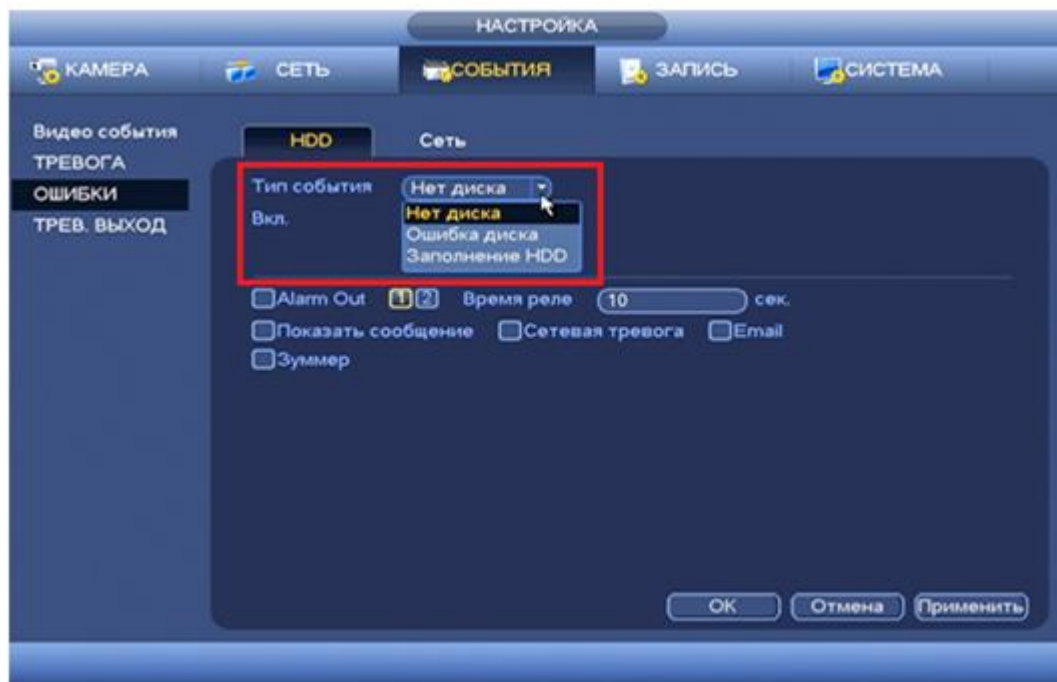 НАСТРОЙКА
КАМЕРА СЕТЬ СОБЫТИЯ ЗАПИСЬ СИСТЕМА
Видео события
ТРЕВОГА
ОШИБКИ
ТРЕВ. ВЫХОД
HDD Сеть
Тип события Нет диска
Вкл. Нет диска
Ошибка диска
Заполнение HDD
Alarm Out 1 2 Время реле 10 сек.
Показать сообщение Сетевая тревога Email
Зуммер
ОК Отмена Применить